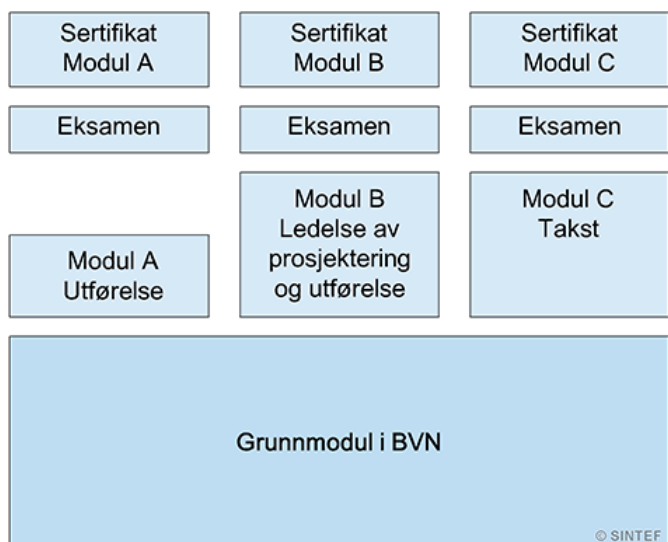 Sertifikat
Modul A
Sertifikat
Modul B
Sertifikat
Modul C
Eksamen
Eksamen
Eksamen
Modul A
Utførelse
Modul B
Ledelse av
prosjektering
og utførelse
Modul C
Takst
Grunnmodul i BVN
© SINTEF